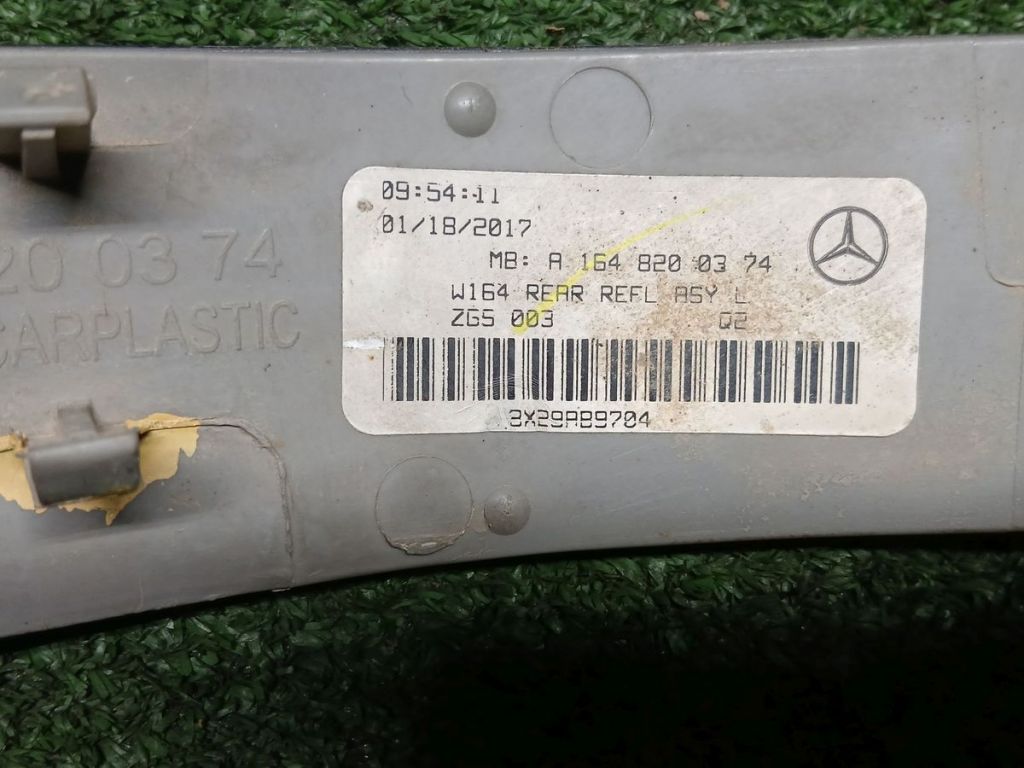 09:54:11
01/18/2017
MB: A 164 820 03 74
W164 REAR REFL ASY L
ZGS 003 Q2
3X29AB9704
20 03 74
CARPLASTIC